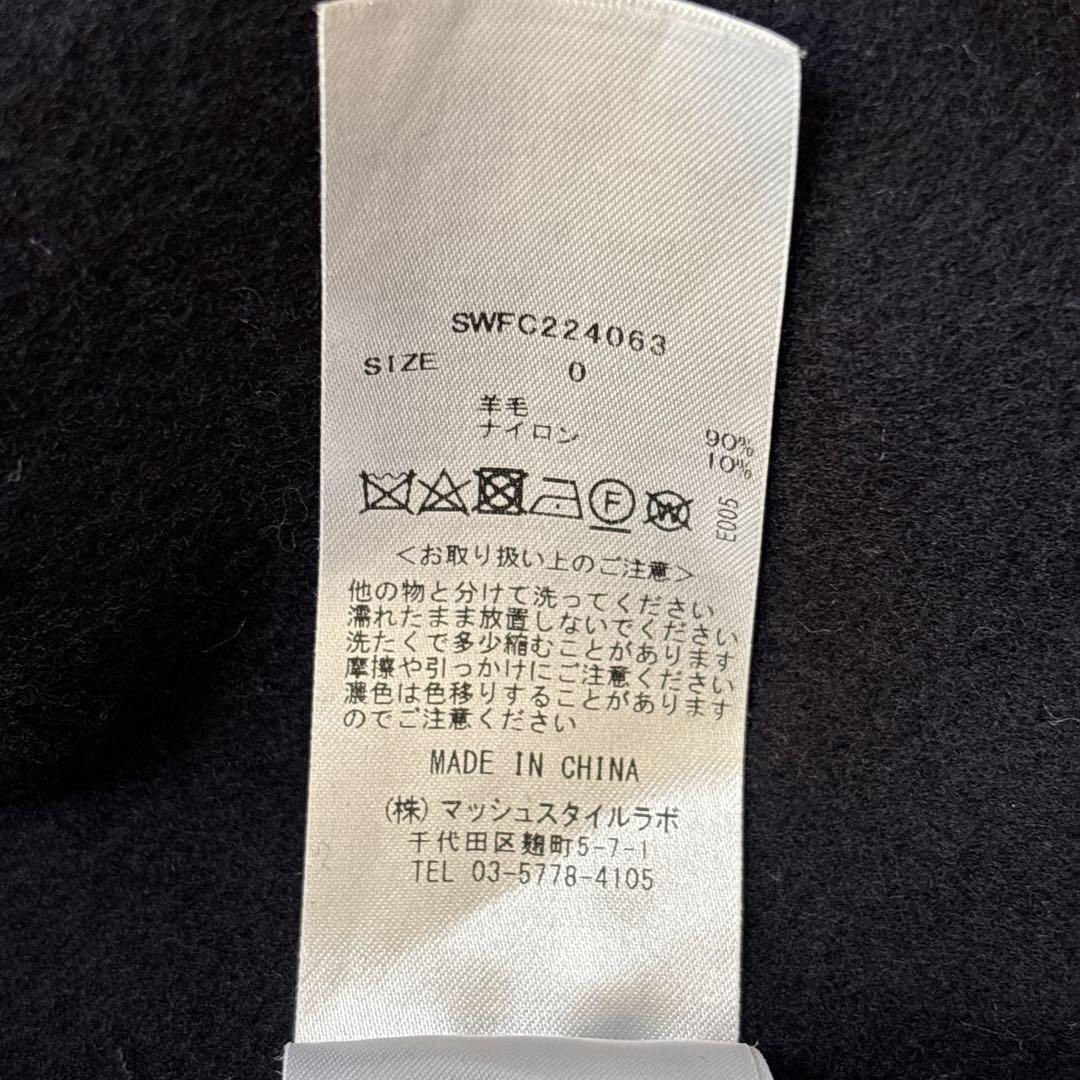 SWFC224063
SIZE 0
羊毛 90%
ナイロン 10%
F W E005
<お取り扱い上のご注意>
他の物と分けて洗ってください
濡れたまま放置しないでください
洗たくで多少縮むことがあります
摩擦や引っかけにご注意ください
濃色は色移りすることがあります
のでご注意ください
MADE IN CHINA
(株)マッシュスタイルラボ
千代田区麹町5-7-1
TEL 03-5778-4105